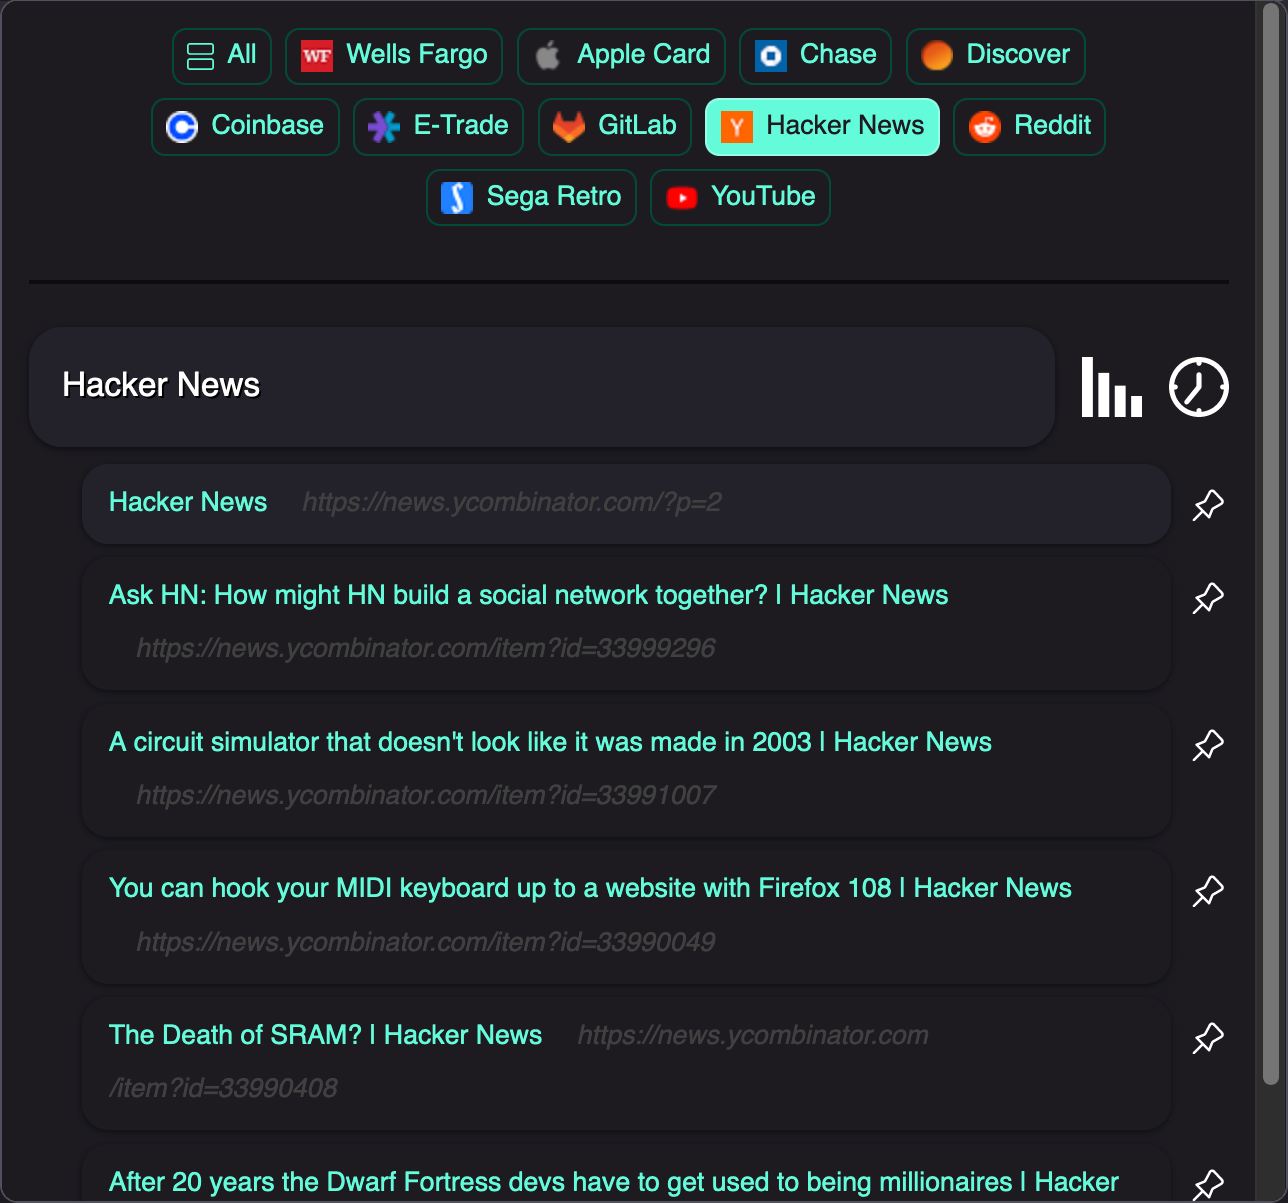 All WF Wells Fargo Apple Card Chase Discover
Coinbase E-Trade GitLab Y Hacker News Reddit
Sega Retro YouTube
Hacker News
Hacker News https://news.ycombinator.com/?p=2
Ask HN: How might HN build a social network together? | Hacker News
https://news.ycombinator.com/item?id=33999296
A circuit simulator that doesn't look like it was made in 2003 | Hacker News
https://news.ycombinator.com/item?id=33991007
You can hook your MIDI keyboard up to a website with Firefox 108 | Hacker News
https://news.ycombinator.com/item?id=33990049
The Death of SRAM? | Hacker News https://news.ycombinator.com
/item?id=33990408
After 20 years the Dwarf Fortress devs have to get used to being millionaires | Hacker